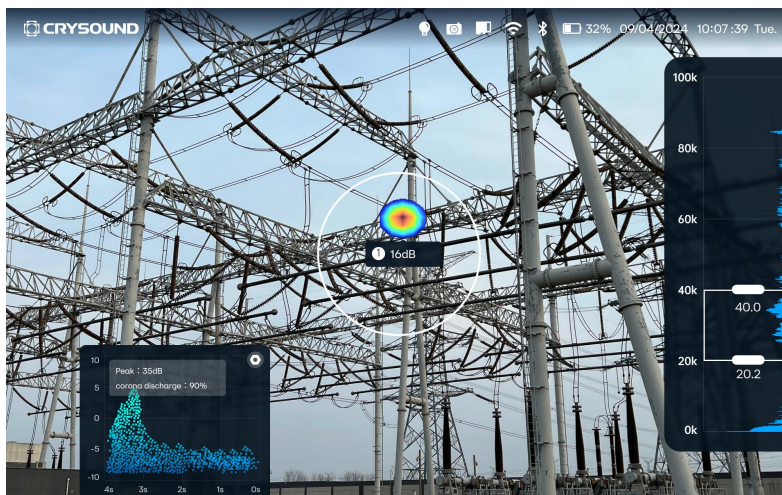 CRYSOUND
32% 09/04/2024 10:07:39 Tue.
100k
80k
60k
1 16dB
40k
40.0
20k
20.2
0k
10
Peak : 35dB
5
corona discharge : 90%
0
-5
-10
4s 3s 2s 1s 0s